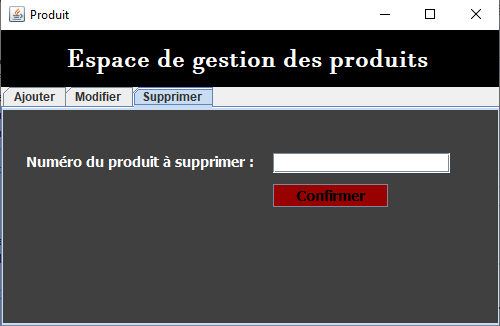 Produit
Espace de gestion des produits
Ajouter Modifier Supprimer
Numéro du produit à supprimer :
Confirmer